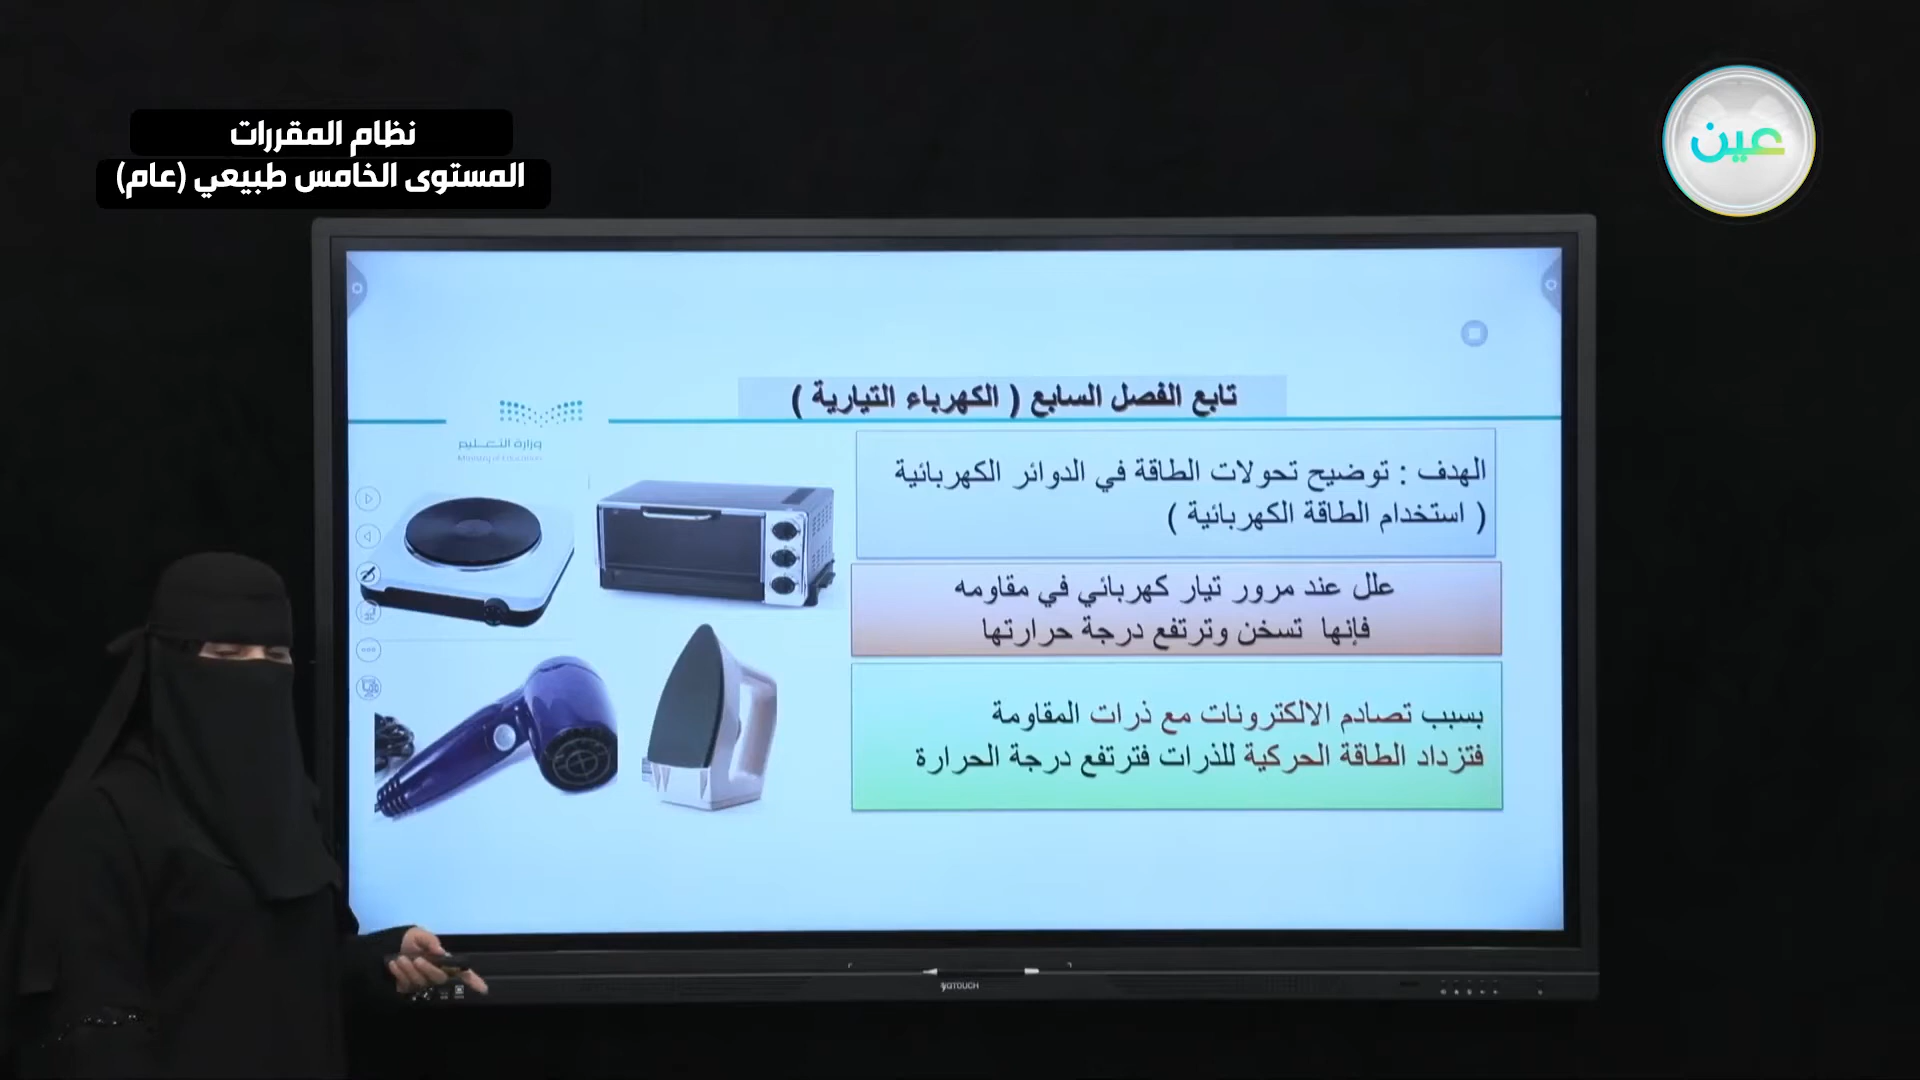 نظام المقررات
المستوى الخامس طبيعي (عام)
عين
تابع الفصل السابع ( الكهرباء التيارية )
وزارة التعليم
Ministry of Education
الهدف : توضيح تحولات الطاقة في الدوائر الكهربائية
( استخدام الطاقة الكهربائية )
علل عند مرور تيار كهربائي في مقاومه
فإنها تسخن وترتفع درجة حرارتها
بسبب تصادم الالكترونات مع ذرات المقاومة
فتزداد الطاقة الحركية للذرات فترتفع درجة الحرارة